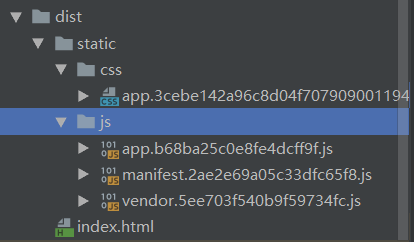 dist
static
css
app.3cebe142a96c8d04f707909001194
js
app.b68ba25c0e8fe4dcff9f.js
manifest.2ae2e69a05c33dfc65f8.js
vendor.5ee703f540b9f59734fc.js
index.html